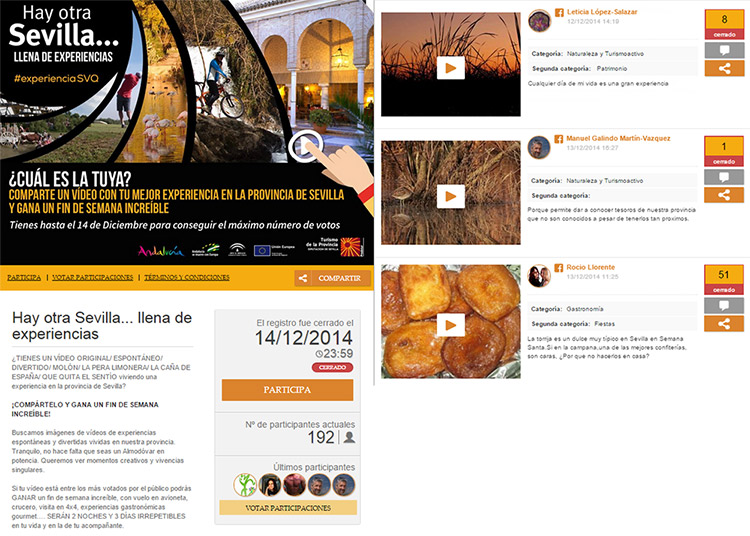 Hay otra
Sevilla...
LLENA DE EXPERIENCIAS
#experienciaSVQ
¿CUÁL ES LA TUYA?
COMPARTE UN VÍDEO CON TU MEJOR EXPERIENCIA EN LA PROVINCIA DE SEVILLA
Y GANA UN FIN DE SEMANA INCREÍBLE
Tienes hasta el 14 de Diciembre para conseguir el máximo número de votos
Andalucía
Unión Europea
Turismo
de la Provincia
PARTICIPA | VOTAR PARTICIPACIONES | TÉRMINOS Y CONDICIONES
COMPARTIR
Hay otra Sevilla... llena de
experiencias
¿TIENES UN VÍDEO ORIGINAL/ ESPONTÁNEO/
DIVERTIDO/ MOLÓN/ LA PERA LIMONERA/ LA CAÑA DE
ESPAÑA/ QUE QUITA EL SENTÍO viviendo una
experiencia en la provincia de Sevilla?
¡COMPÁRTELO Y GANA UN FIN DE SEMANA
INCREÍBLE!
Buscamos imágenes de vídeos de experiencias
espontáneas y divertidas vividas en nuestra provincia.
Tranquilo, no hace falta que seas un Almodóvar en
potencia. Queremos ver momentos creativos y vivencias
singulares.
Si tu vídeo está entre los más votados por el público podrás
GANAR un fin de semana increíble, con vuelo en avioneta,
crucero, visita en 4x4, experiencias gastronómicas
gourmet.... SERÁN 2 NOCHES Y 3 DÍAS IRREPETIBLES
en tu vida y en la de tu acompañante.
El registro fue cerrado el
14/12/2014
23:59
CERRADO
PARTICIPA
Nº de participantes actuales
192
Últimos participantes
VOTAR PARTICIPACIONES
Leticia López-Salazar
12/12/2014 14:19
8
cerrado
Categoría: Naturaleza y Turismoactivo
Segunda categoría: Patrimonio
Cualquier día de mi vida es una gran experiencia
Manuel Galindo Martín-Vazquez
13/12/2014 16:27
1
cerrado
Categoría: Naturaleza y Turismoactivo
Segunda categoría:
Porque permite dar a conocer tesoros de nuestra provincia
que no son conocidos a pesar de tenerlos tan proximos.
Rocio Llorente
13/12/2014 11:25
51
cerrado
Categoría: Gastronomía
Segunda categoría: Fiestas
La torrija es un dulce muy típico en Sevilla en Semana
Santa.Si en la campana,una de las mejores confiterías,
son caras, ¿Por que no hacerlos en casa?